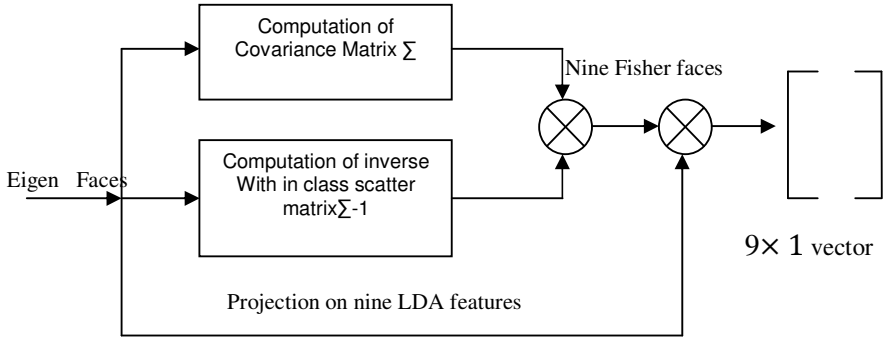 Computation of
Covariance Matrix ∑
Nine Fisher faces
Eigen Faces
Computation of inverse
With in class scatter
matrix∑-1
9× 1 vector
Projection on nine LDA features